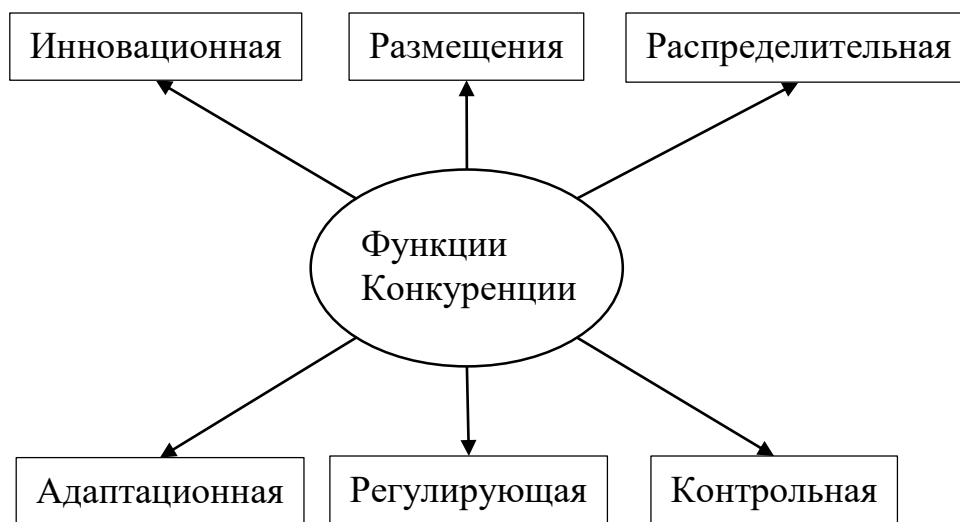 Инновационная
Размещения
Распределительная
Функции
Конкуренции
Адаптационная
Регулирующая
Контрольная